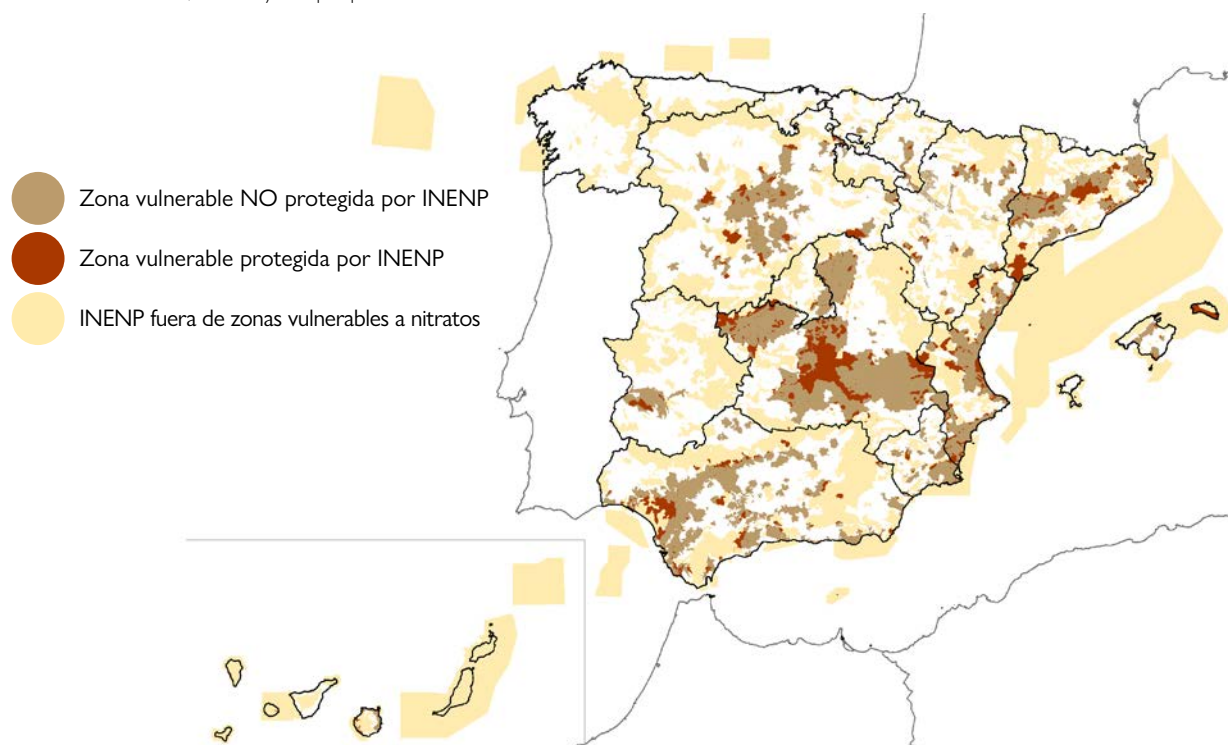 Zona vulnerable NO protegida por INENP
Zona vulnerable protegida por INENP
INENP fuera de zonas vulnerables a nitratos